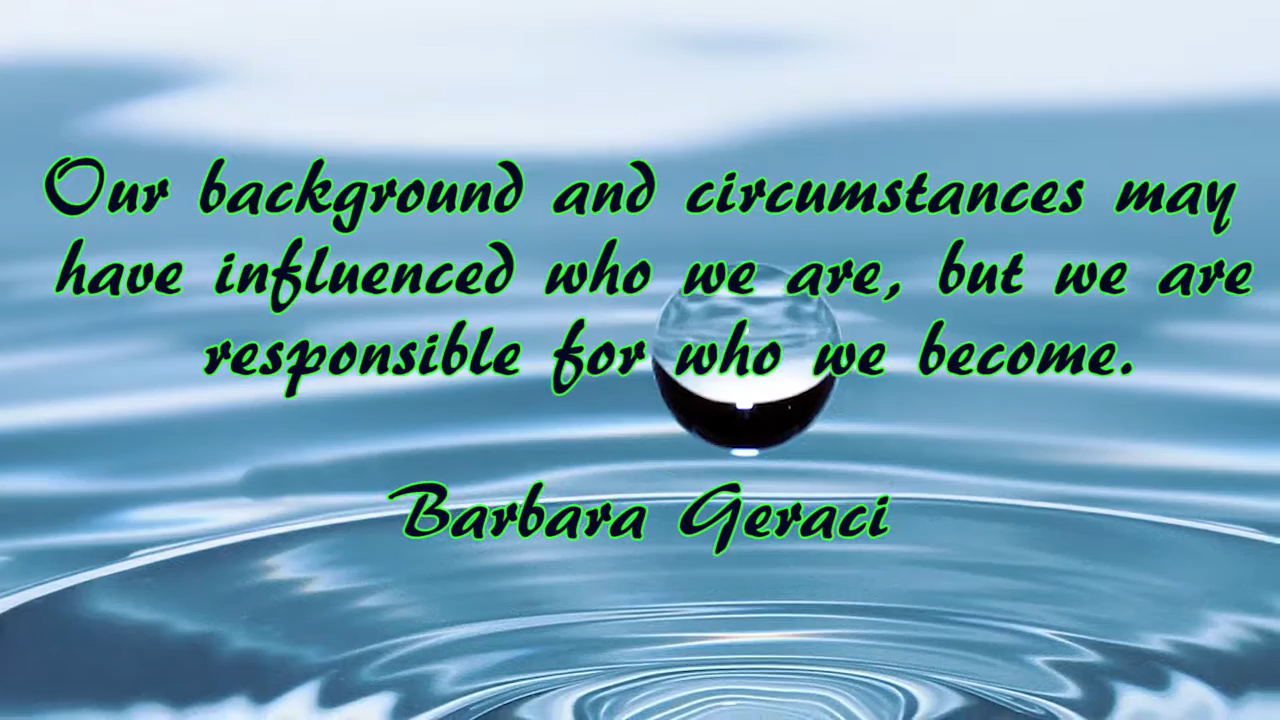 Our background and circumstances may
have influenced who we are, but we are
responsible for who we become.
Barbara Geraci